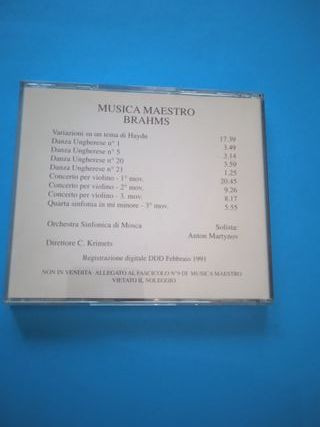 MUSICA MAESTRO
BRAHMS
Variazioni su un tema di Haydn 17.39
Danza Ungherese n° 1 3.49
Danza Ungherese n° 5 2.14
Danza Ungherese n° 20 3.59
Danza Ungherese n° 21 1.25
Concerto per violino - 1° mov. 20.45
Concerto per violino - 2° mov. 9.26
Concerto per violino - 3. mov. 8.17
Quarta sinfonia in mi minore - 3° mov. 5.55
Orchestra Sinfonica di Mosca Solista:
Anton Martynov
Direttore C. Krimets
Registrazione digitale DDD Febbraio 1991
NON IN VENDITA- ALLEGATO AL FASCICOLO N°9 DI MUSICA MAESTRO
VIETATO IL NOLEGGIO